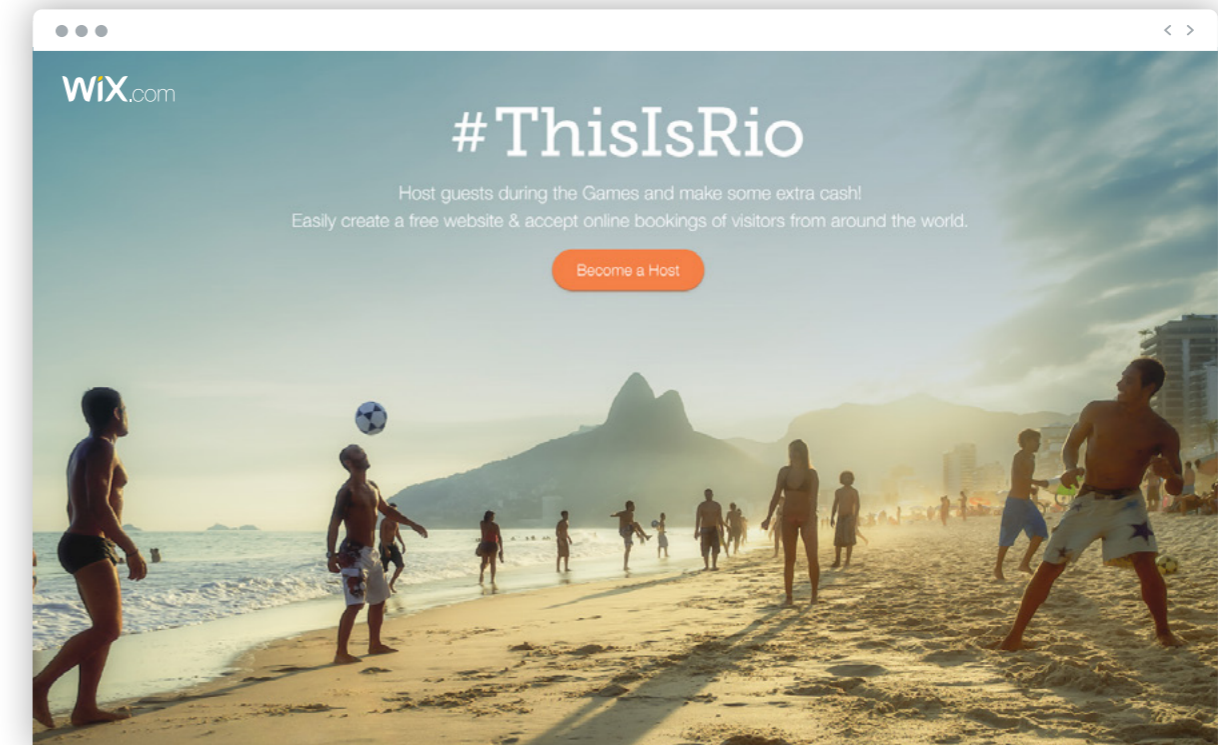 WiX.com
#ThisIsRio
Host guests during the Games and make some extra cash!
Easily create a free website & accept online bookings of visitors from around the world.
Become a Host